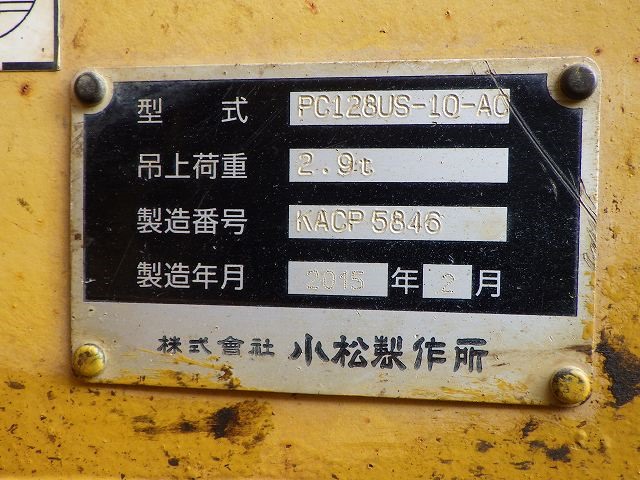 型 式 PC128US-10-AC
吊上荷重 2.9t
製造番号 KACP 5846
製造年月 2015 年 2 月
株式會社 小松製作所